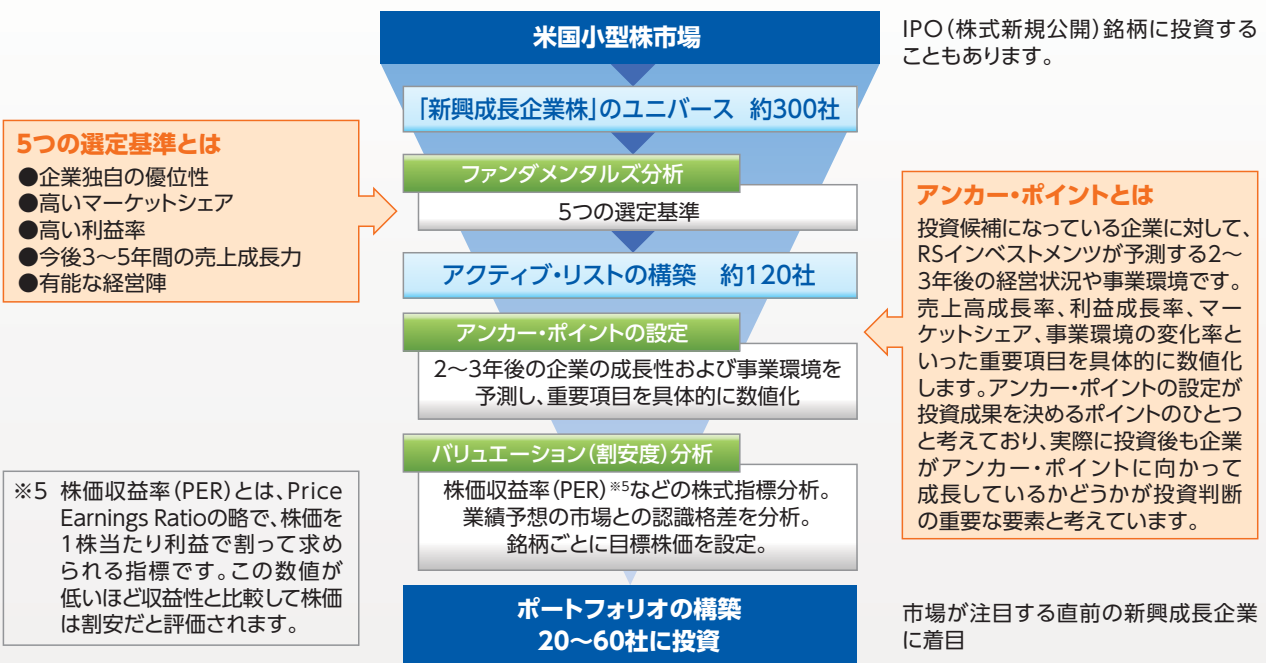 米国小型株市場
IPO（株式新規公開）銘柄に投資する
こともあります。
「新興成長企業株」のユニバース 約300社
5つの選定基準とは
●企業独自の優位性
●高いマーケットシェア
●高い利益率
●今後3〜5年間の売上成長力
●有能な経営陣
ファンダメンタルズ分析
5つの選定基準
アクティブ・リストの構築 約120社
アンカー・ポイントの設定
2〜3年後の企業の成長性および事業環境を
予測し、重要項目を具体的に数値化
アンカー・ポイントとは
投資候補になっている企業に対して、
RSインベストメンツが予測する2〜
3年後の経営状況や事業環境です。
売上高成長率、利益成長率、マー
ケットシェア、事業環境の変化率と
いった重要項目を具体的に数値化
します。アンカー・ポイントの設定が
投資成果を決めるポイントのひとつ
と考えており、実際に投資後も企業
がアンカー・ポイントに向かって
成長しているかどうかが投資判断
の重要な要素と考えています。
バリュエーション（割安度）分析
株価収益率（PER）※5などの株式指標分析。
業績予想の市場との認識格差を分析。
銘柄ごとに目標株価を設定。
※5 株価収益率（PER）とは、Price
Earnings Ratioの略で、株価を
1株当たり利益で割って求め
られる指標です。この数値が
低いほど収益性と比較して株価
は割安だと評価されます。
ポートフォリオの構築
20〜60社に投資
市場が注目する直前の新興成長企業
に着目